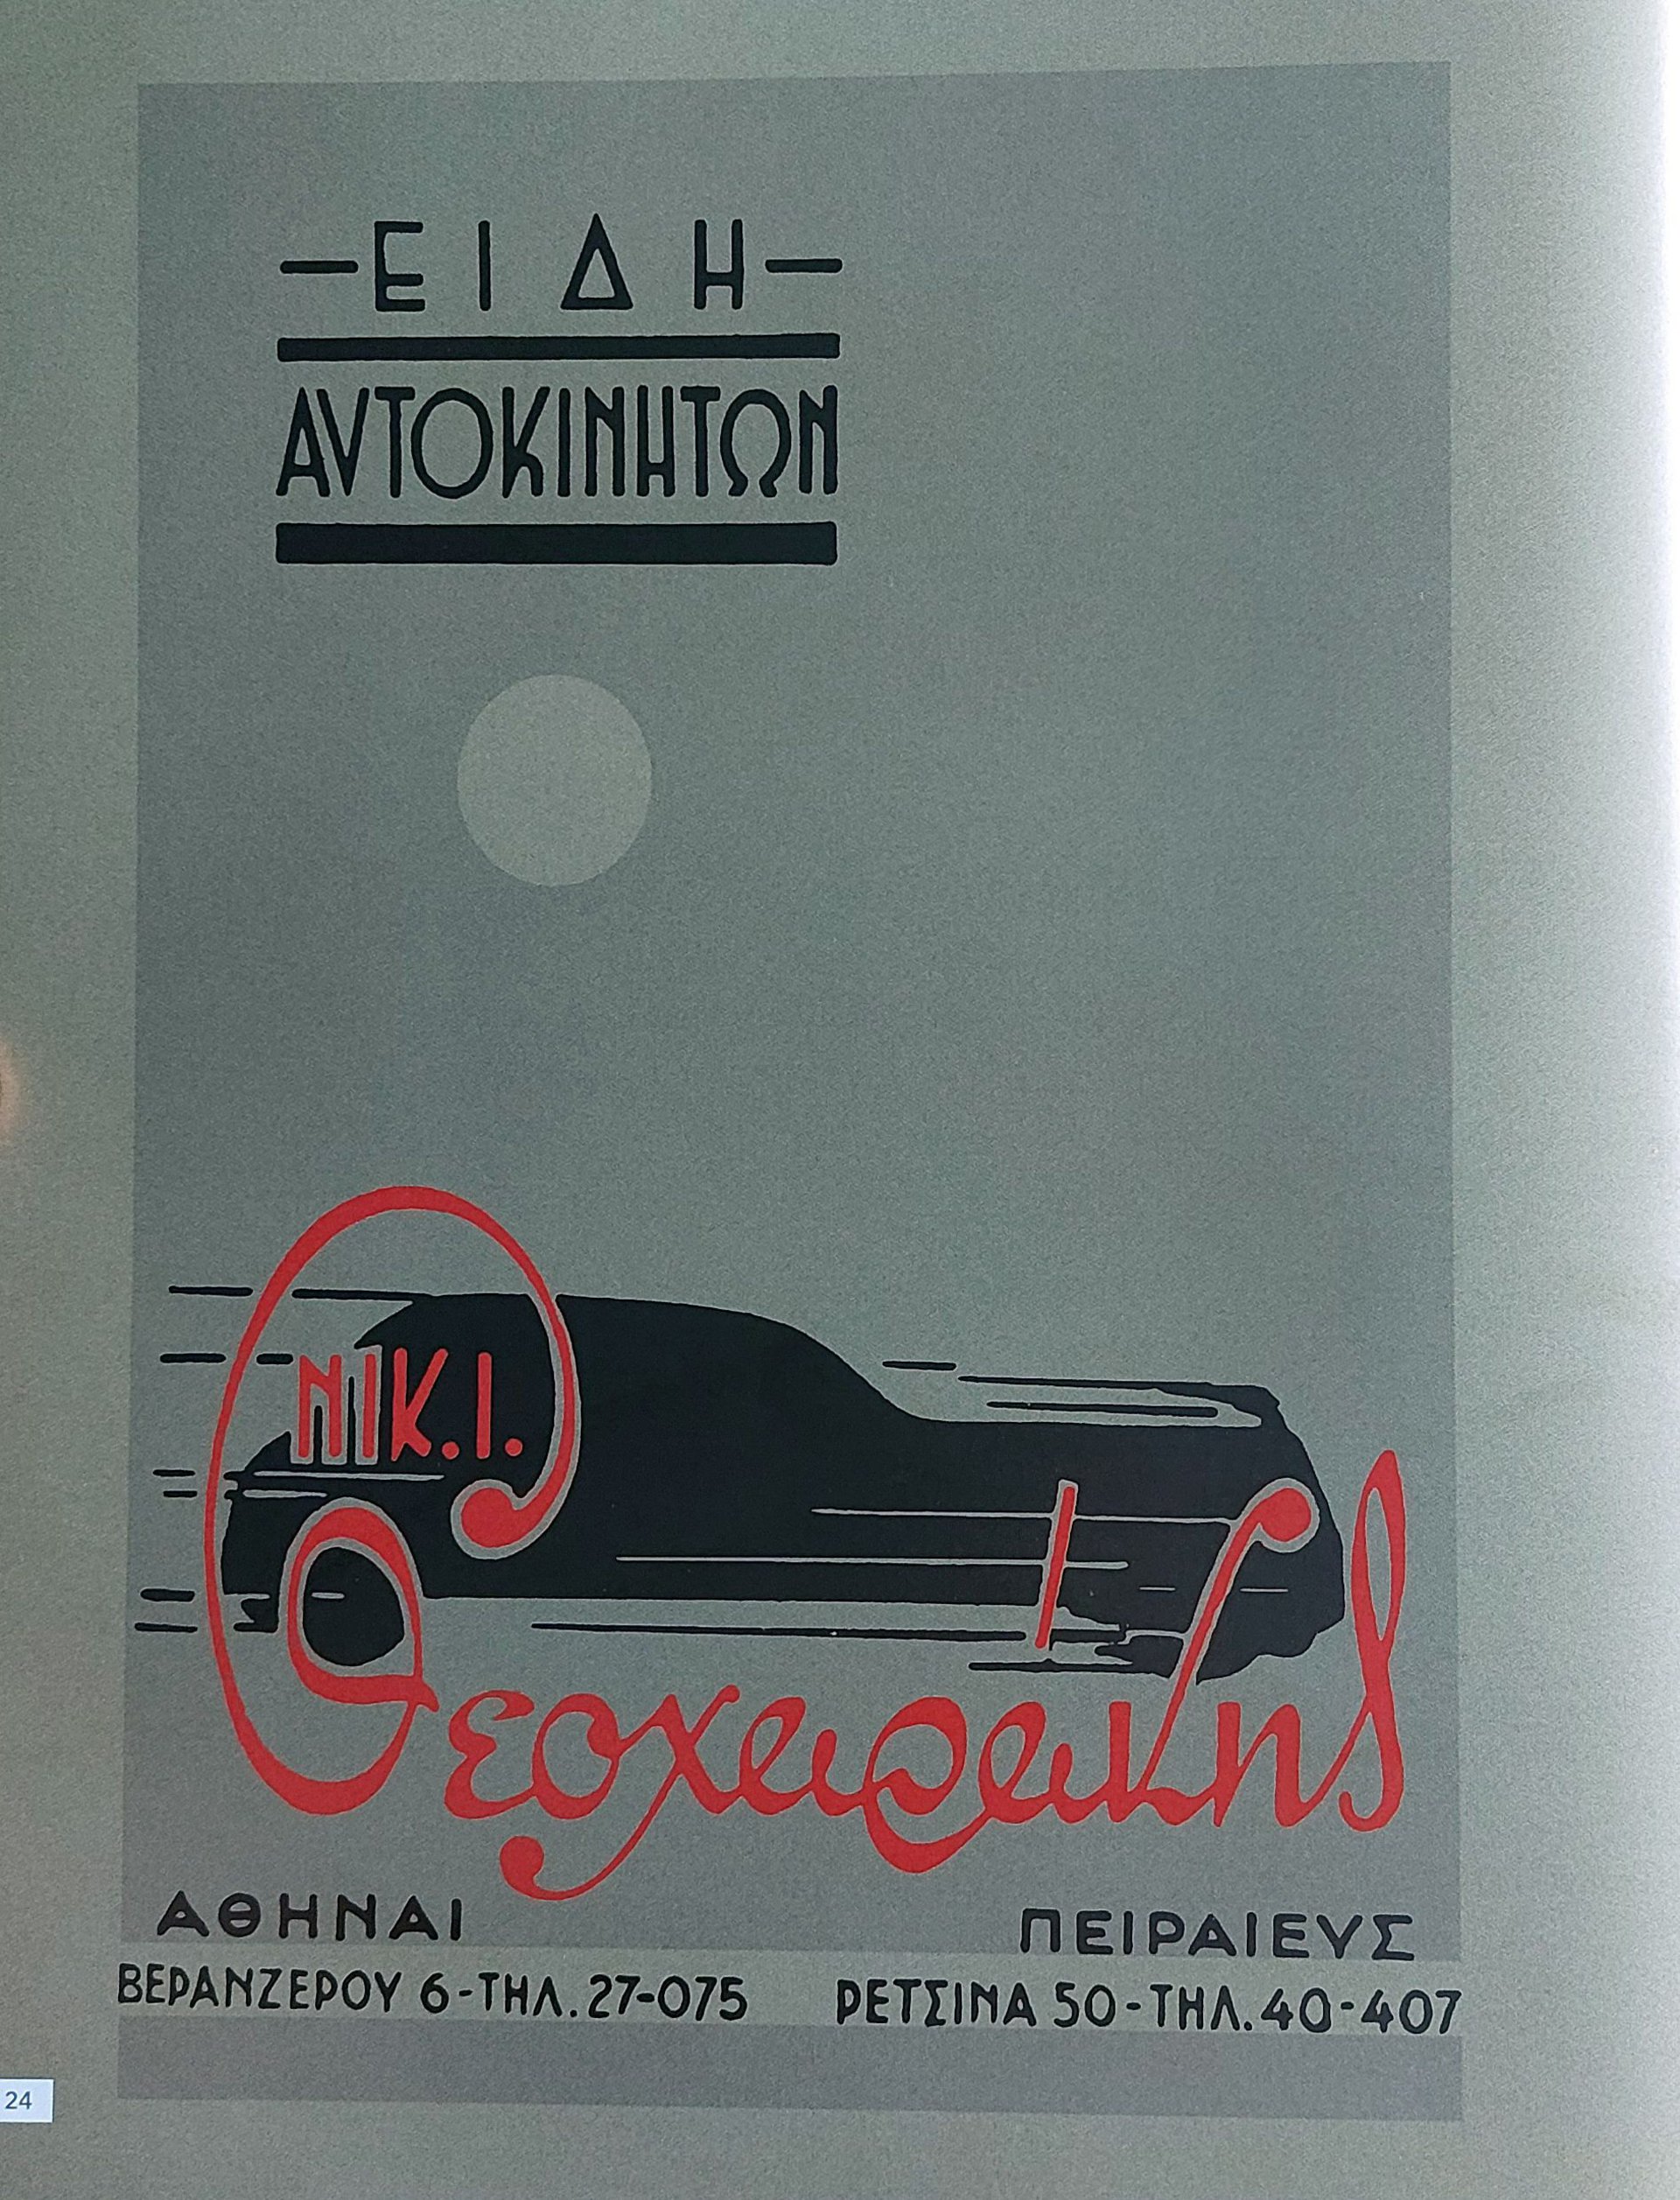 —ΕΙΔΗ—
ΑΥΤΟΚΙΝΗΤΩΝ
ΝΙΚ.Ι.
Θεοχαρακης
ΑΘΗΝΑΙ
ΠΕΙΡΑΙΕΥΣ
ΒΕΡΑΝΖΕΡΟΥ 6-ΤΗΛ.27-075
ΡΕΤΣΙΝΑ 50-ΤΗΛ.40-407
24